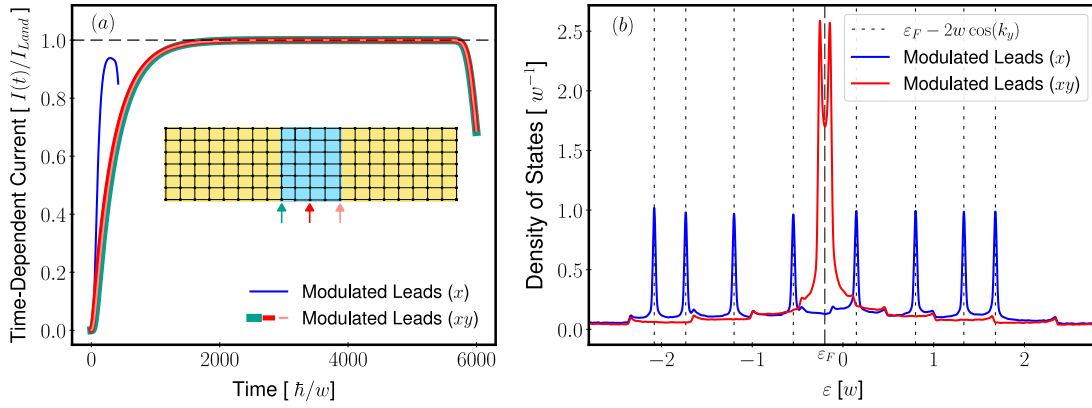 (a)
Time-Dependent Current [ I(t)/I_{Land} ]
1.0
0.8
0.6
0.4
0.2
0.0
Modulated Leads (x)
Modulated Leads (xy)
0
2000
4000
6000
Time [ ℏ/w ]
(b)
Density of States [ w^{-1} ]
2.5
2.0
1.5
1.0
0.5
0.0
ε_F − 2w cos(k_y)
Modulated Leads (x)
Modulated Leads (xy)
−2
−1
ε_F
0
1
2
ε [w]